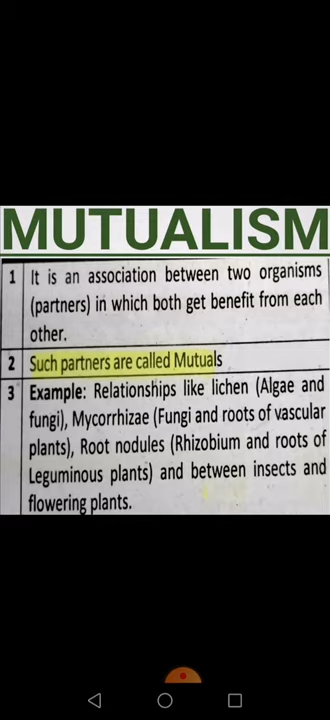 MUTUALISM
1 It is an association between two organisms
(partners) in which both get benefit from each
other.
2 Such partners are called Mutuals
3 Example: Relationships like lichen (Algae and
fungi), Mycorrhizae (Fungi and roots of vascular
plants), Root nodules (Rhizobium and roots of
Leguminous plants) and between insects and
flowering plants.